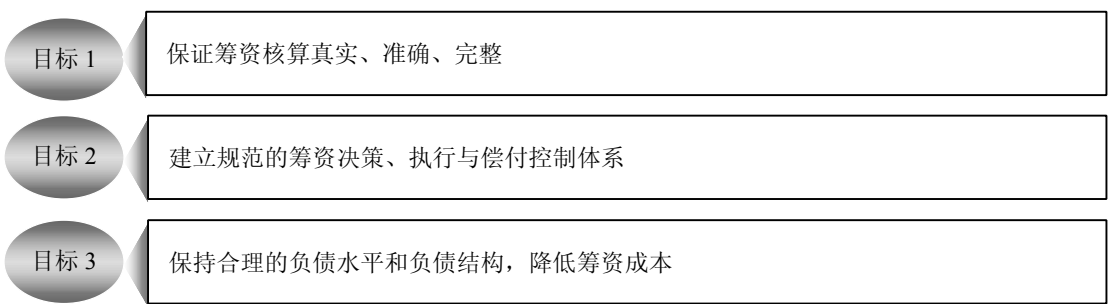 目标 1
保证筹资核算真实、准确、完整
目标 2
建立规范的筹资决策、执行与偿付控制体系
目标 3
保持合理的负债水平和负债结构，降低筹资成本